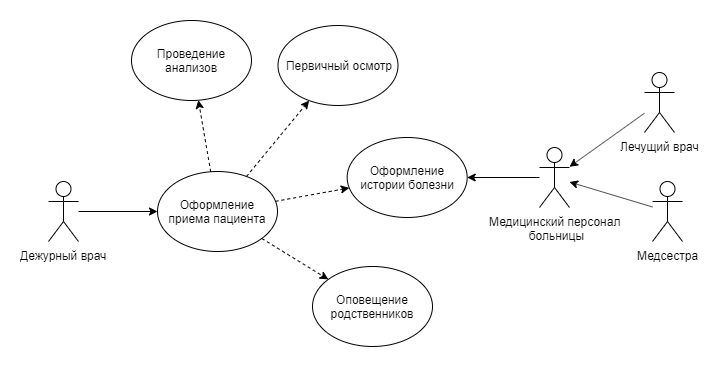 Проведение
анализов
Первичный осмотр
Лечущий врач
Оформление
истории болезни
Оформление
приема пациента
Медицинский персонал
больницы
Дежурный врач
Медсестра
Оповещение
родственников